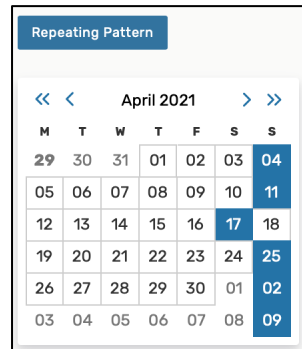 Repeating Pattern
« < April 2021 > »
M T W T F S S
29 30 31 01 02 03 04
05 06 07 08 09 10 11
12 13 14 15 16 17 18
19 20 21 22 23 24 25
26 27 28 29 30 01 02
03 04 05 06 07 08 09